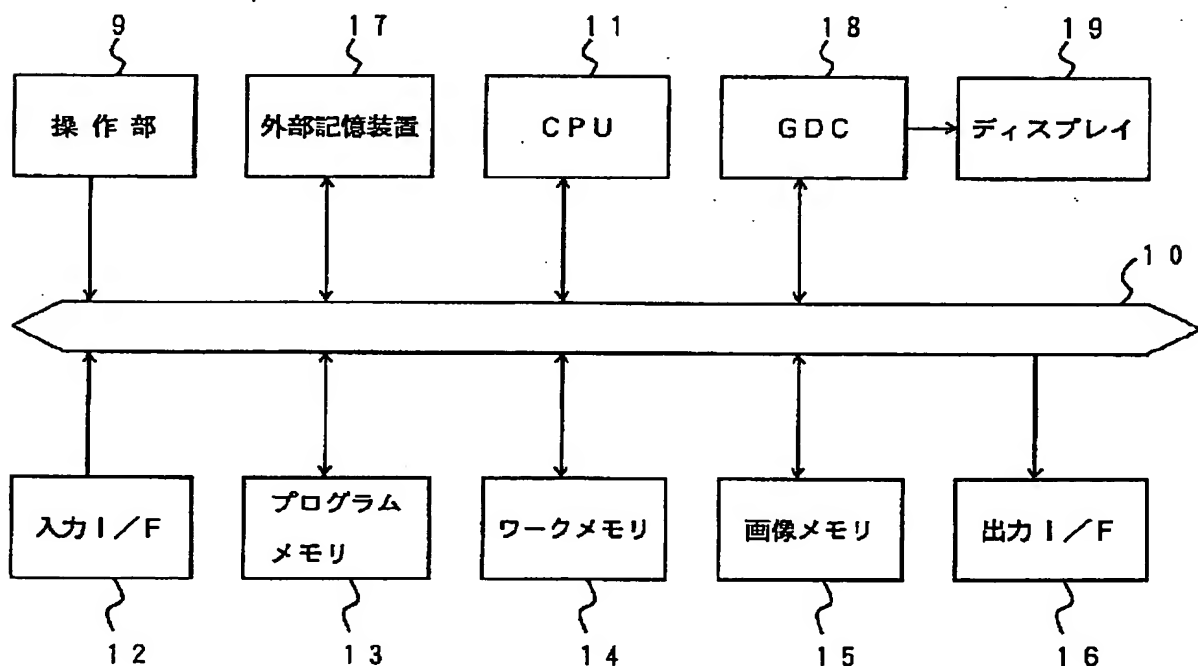 9 17 11 18 19
操作部 外部記憶装置 CPU GDC ディスプレイ
10
入力I/F プログラム
メモリ ワークメモリ 画像メモリ 出力I/F
12 13 14 15 16